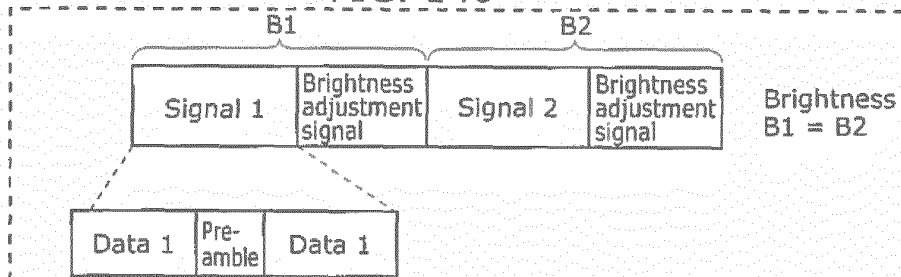 B1
B2
Signal 1
Brightness
adjustment
signal
Signal 2
Brightness
adjustment
signal
Brightness
B1 = B2
Data 1
Pre-
amble
Data 1